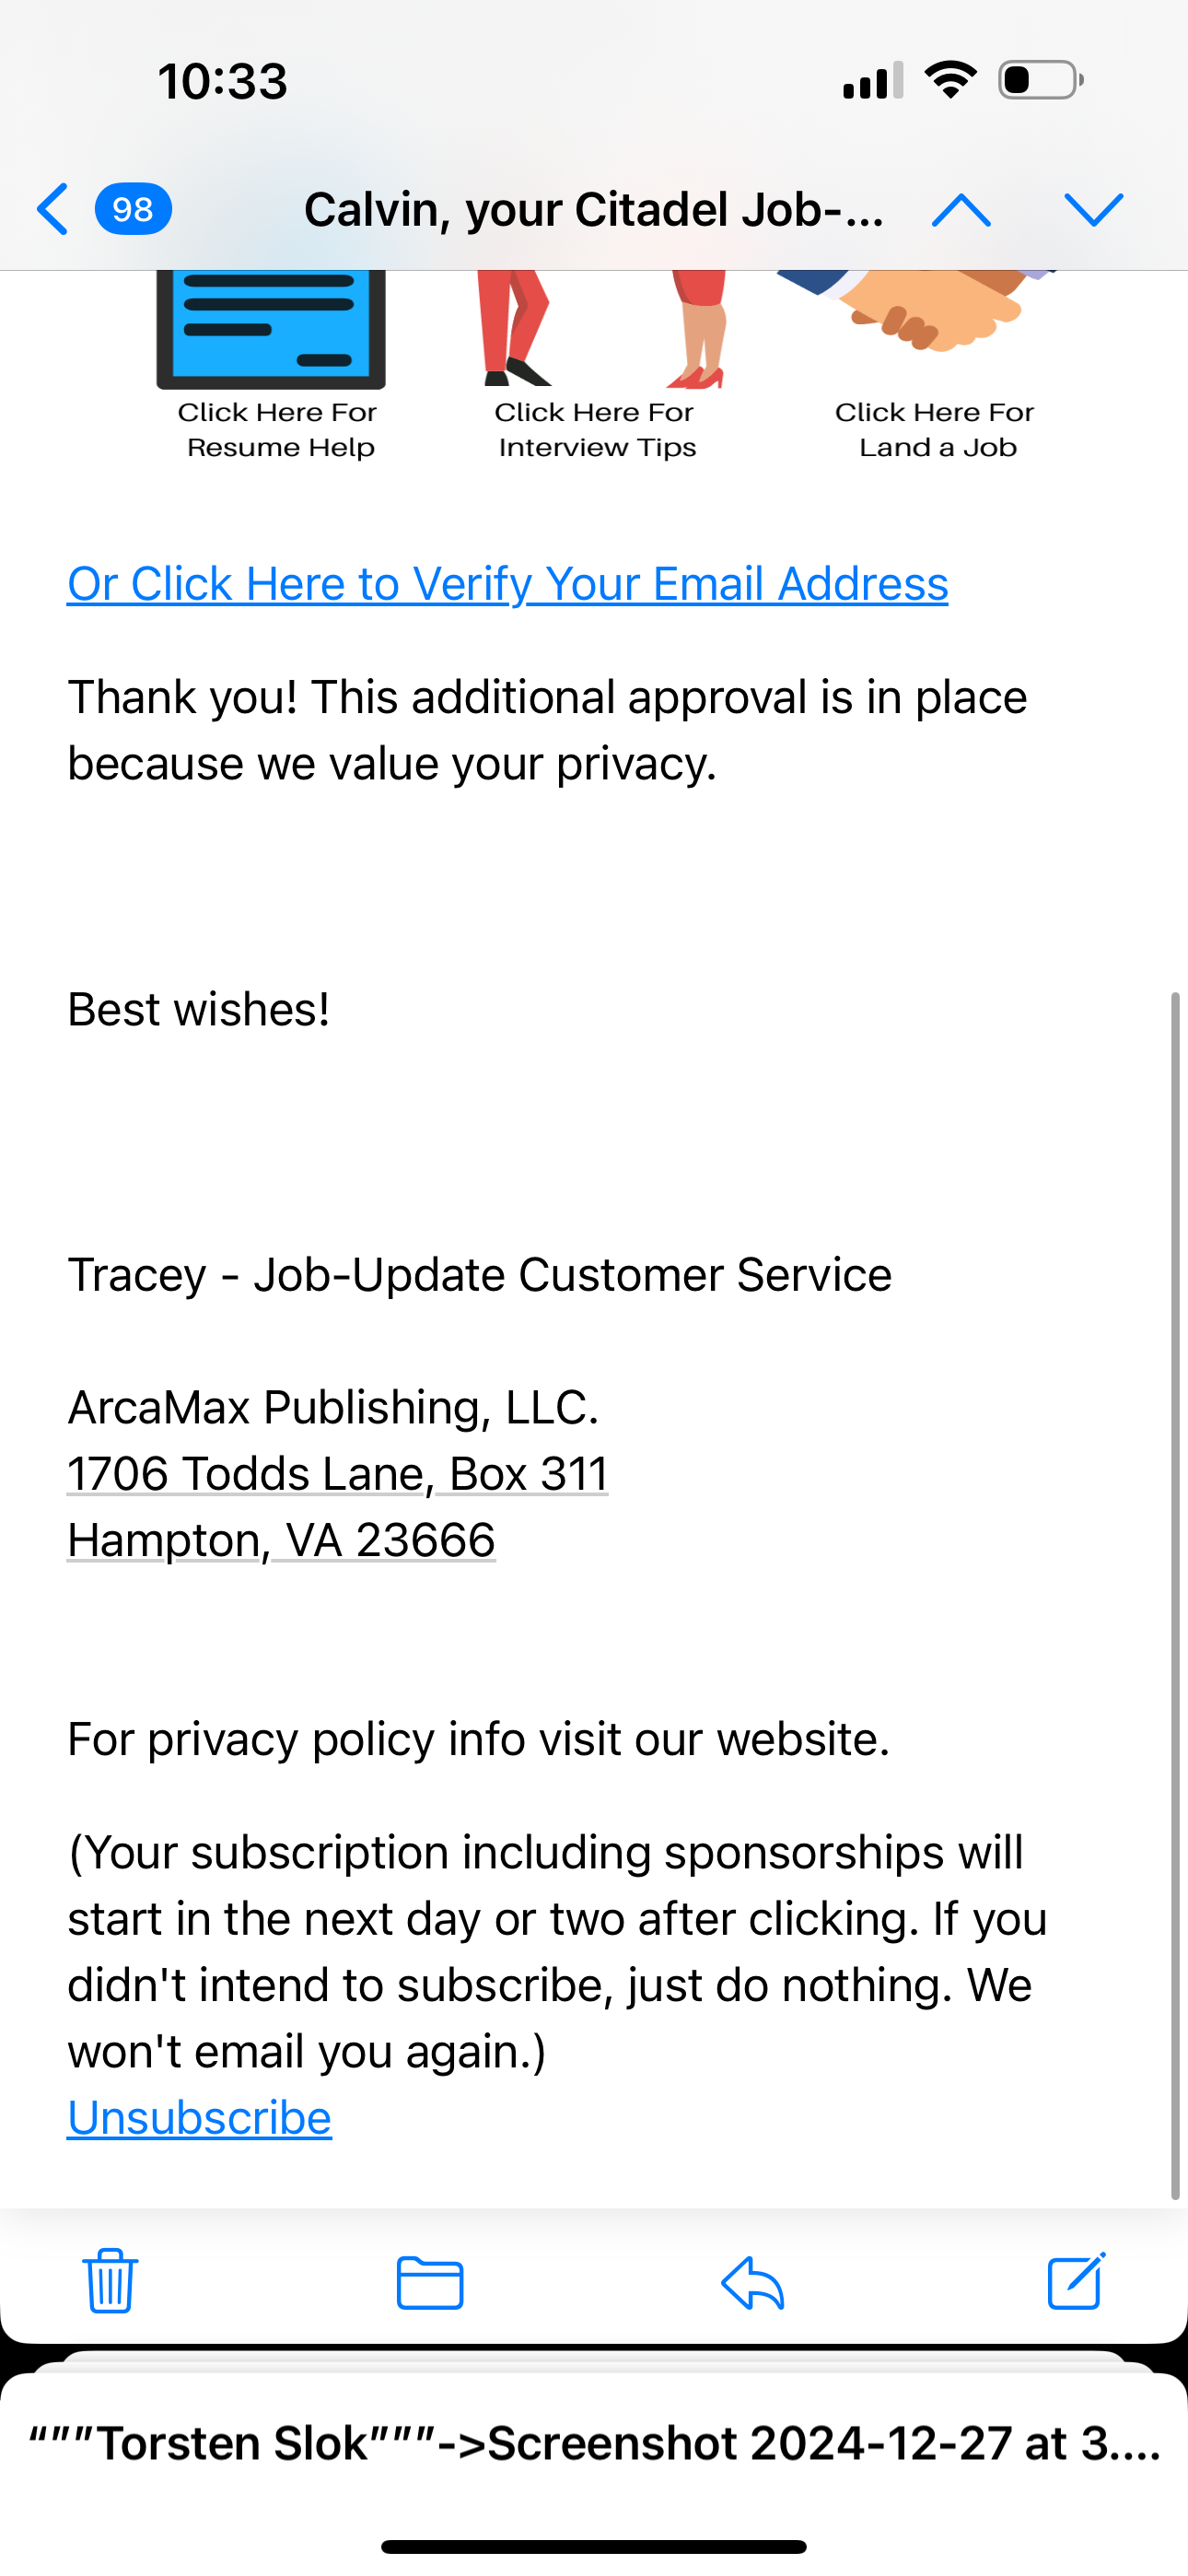 10:33
98
Calvin, your Citadel Job-...
Click Here For
Resume Help
Click Here For
Interview Tips
Click Here For
Land a Job
Or Click Here to Verify Your Email Address
Thank you! This additional approval is in place
because we value your privacy.
Best wishes!
Tracey - Job-Update Customer Service
ArcaMax Publishing, LLC.
1706 Todds Lane, Box 311
Hampton, VA 23666
For privacy policy info visit our website.
(Your subscription including sponsorships will
start in the next day or two after clicking. If you
didn't intend to subscribe, just do nothing. We
won't email you again.)
Unsubscribe
“””Torsten Slok”””->Screenshot 2024-12-27 at 3....